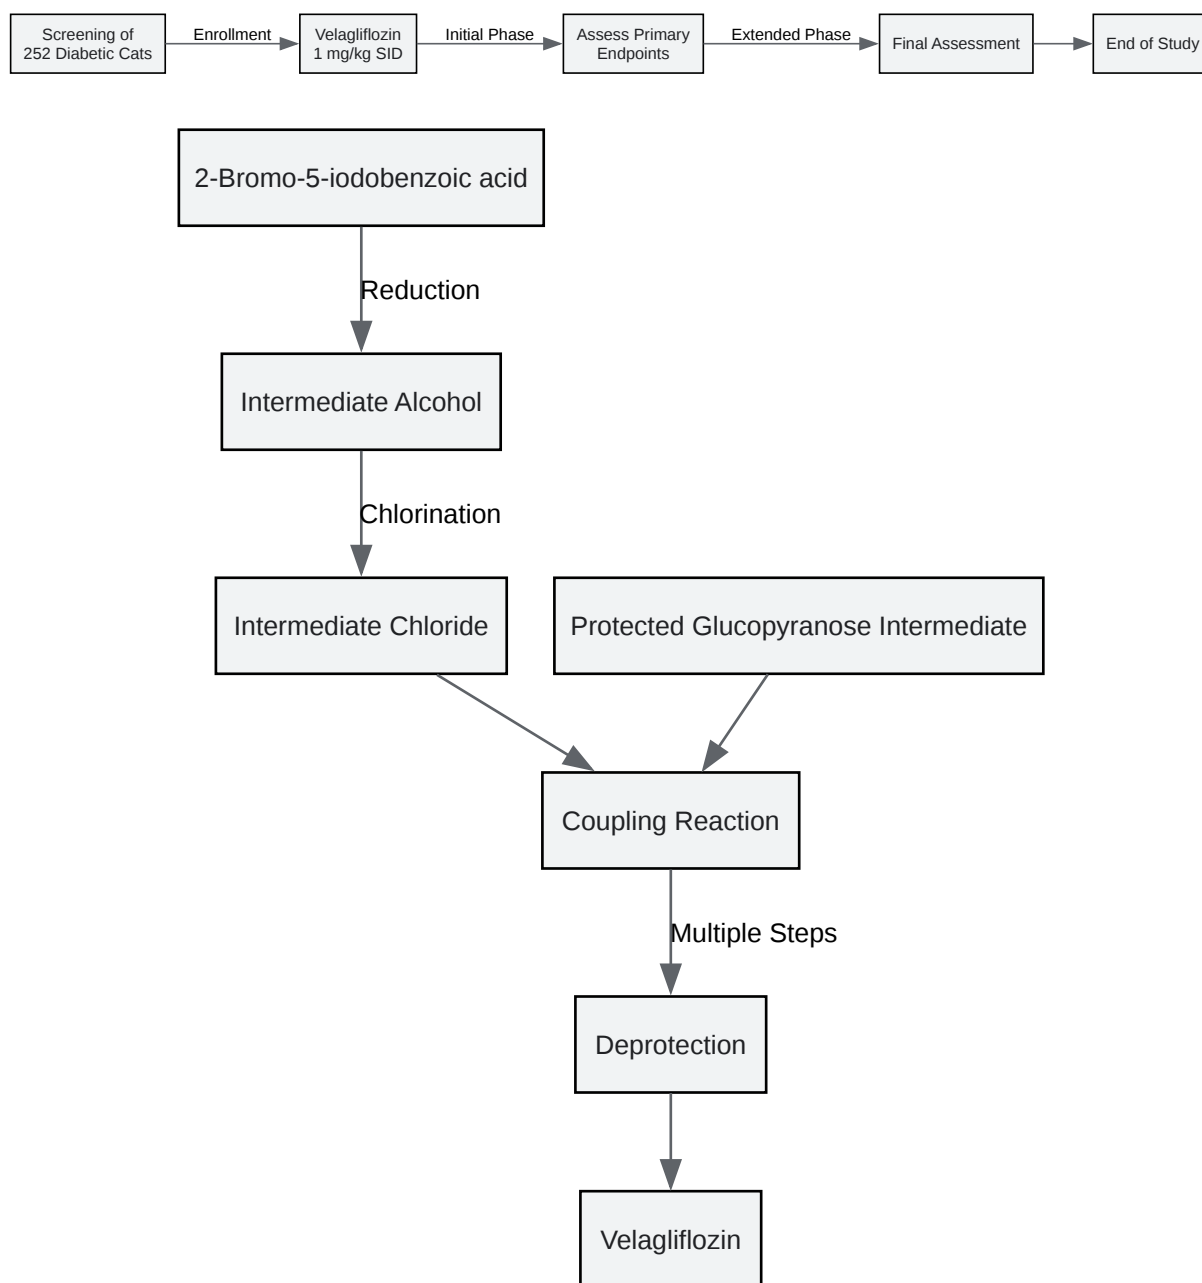 Screening of
252 Diabetic Cats
Enrollment
Velagliflozin
1 mg/kg SID
Initial Phase
Assess Primary
Endpoints
Extended Phase
Final Assessment
End of Study
2-Bromo-5-iodobenzoic acid
Reduction
Intermediate Alcohol
Chlorination
Intermediate Chloride
Protected Glucopyranose Intermediate
Coupling Reaction
Multiple Steps
Deprotection
Velagliflozin